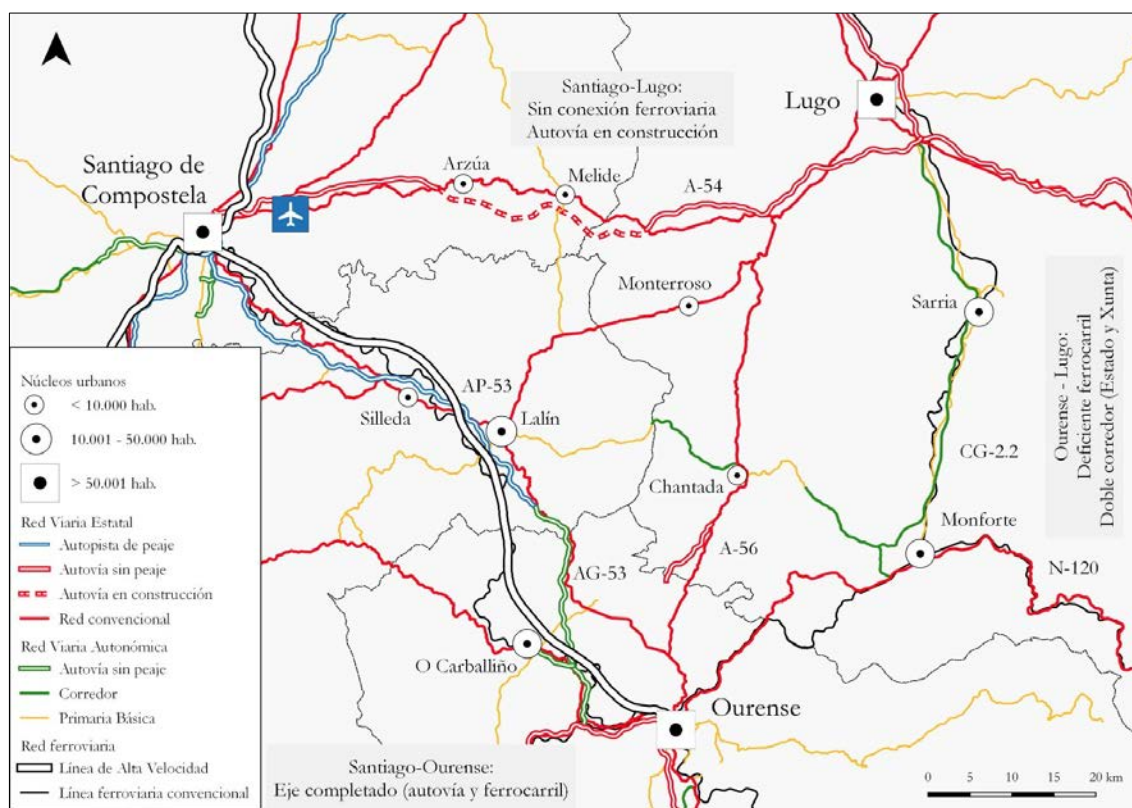 Santiago-Lugo:
Sin conexión ferroviaria
Autovía en construcción
Lugo
Santiago de
Compostela
Arzúa
Melide
A-54
Monterroso
Sarria
Ourense - Lugo:
Deficiente ferrocarril
Doble corredor (Estado y Xunta)
AP-53
Silleda
Lalín
CG-2.2
Chantada
Monforte
A-56
N-120
AG-53
O Carballiño
Ourense
Santiago-Ourense:
Eje completado (autovía y ferrocarril)
0 5 10 15 20 km
Núcleos urbanos
< 10.000 hab.
10.001 - 50.000 hab.
> 50.001 hab.
Red Viaria Estatal
Autopista de peaje
Autovía sin peaje
Autovía en construcción
Red convencional
Red Viaria Autonómica
Autovía sin peaje
Corredor
Primaria Básica
Red ferroviaria
Línea de Alta Velocidad
Línea ferroviaria convencional